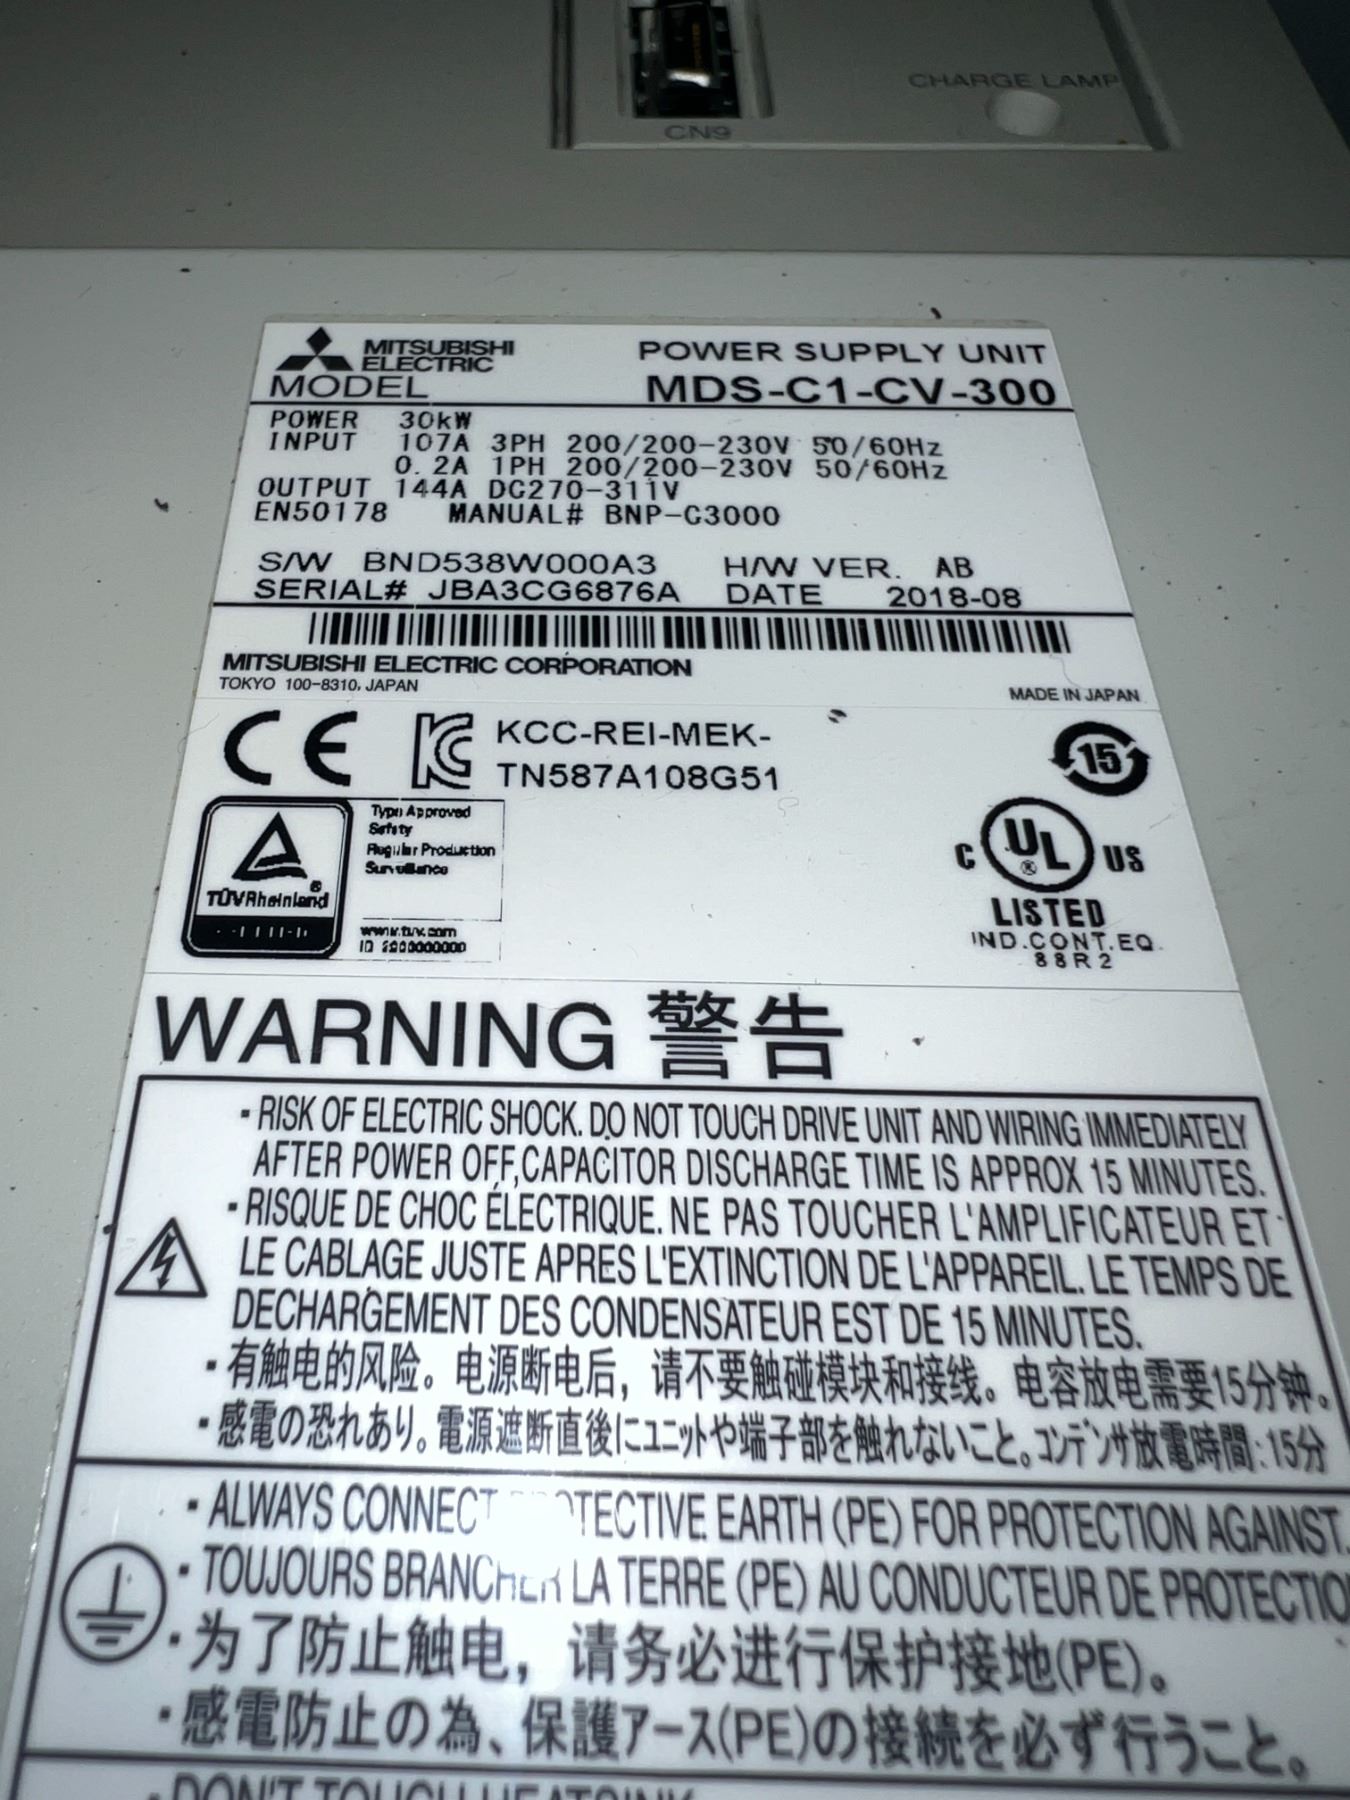 CHARGE LAMP
CN9
MITSUBISHI ELECTRIC
POWER SUPPLY UNIT
MODEL MDS-C1-CV-300
POWER 30kW
INPUT 107A 3PH 200/200-230V 50/60Hz
0.2A 1PH 200/200-230V 50/60Hz
OUTPUT 144A DC270-311V
EN50178 MANUAL# BNP-C3000
S/W BND538W000A3 H/W VER. AB
SERIAL# JBA3CG6876A DATE 2018-08
MITSUBISHI ELECTRIC CORPORATION
TOKYO 100-8310, JAPAN
MADE IN JAPAN
CE KC KCC-REI-MEK-
TN587A108G51
15
Type Approved
Safety
Regular Production
Surveillance
TÜVRheinland®
www.tuv.com
C UL® US
LISTED
IND.CONT.EQ.
88R2
WARNING 警告
・RISK OF ELECTRIC SHOCK. DO NOT TOUCH DRIVE UNIT AND WIRING IMMEDIATELY
AFTER POWER OFF,CAPACITOR DISCHARGE TIME IS APPROX 15 MINUTES.
・RISQUE DE CHOC ÉLECTRIQUE. NE PAS TOUCHER L'AMPLIFICATEUR ET
LE CABLAGE JUSTE APRES L'EXTINCTION DE L'APPAREIL. LE TEMPS DE
DECHARGEMENT DES CONDENSATEUR EST DE 15 MINUTES.
・有触电的风险。电源断电后，请不要触碰模块和接线。电容放电需要15分钟。
・感電の恐れあり。電源遮断直後にユニットや端子部を触れないこと。コンデンサ放電時間:15分
・ALWAYS CONNECT EARTH (PE) FOR PROTECTION AGAINST
・TOUJOURS BRANCHER LA TERRE (PE) AU CONDUCTEUR DE PROTECTIO
・为了防止触电，请务必进行保护接地(PE)。
・感電防止の為、保護アース(PE)の接続を必ず行うこと。
・DON'T TOUCH HEATSINK